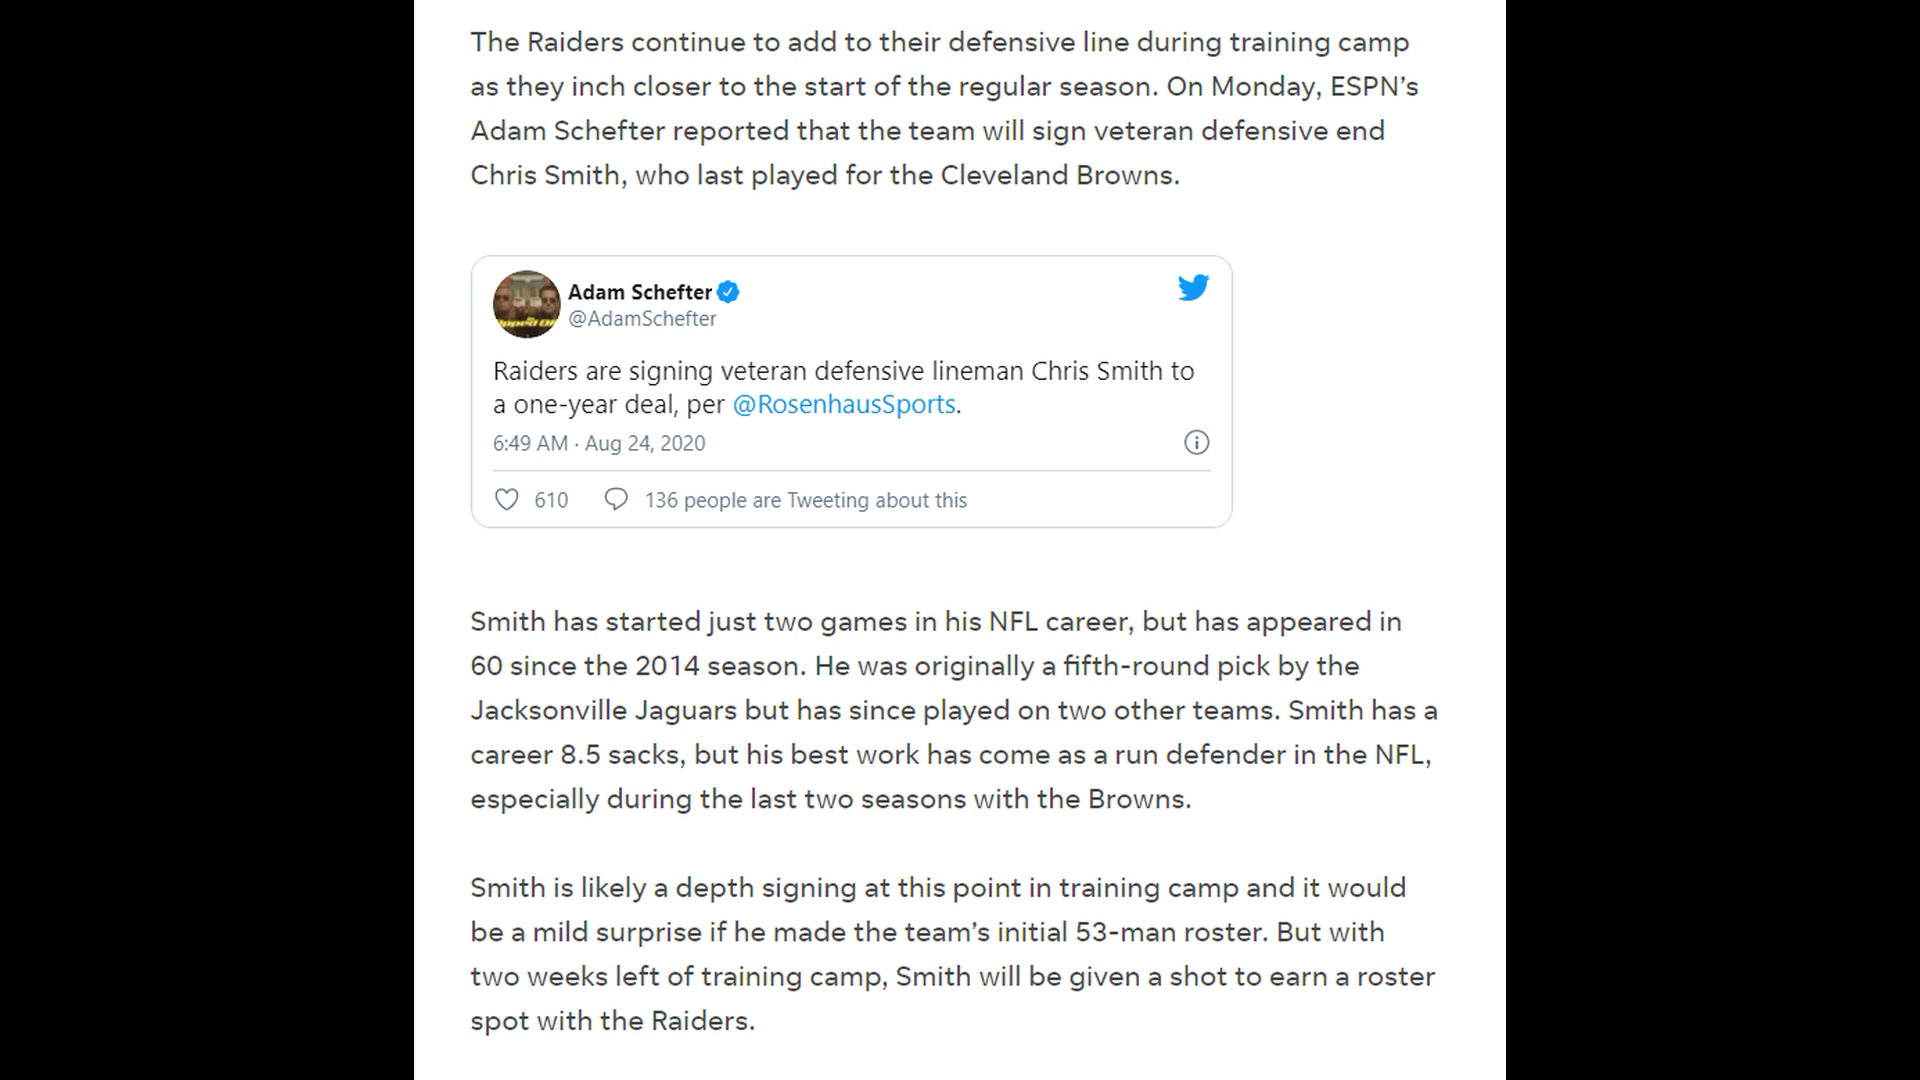 The Raiders continue to add to their defensive line during training camp
as they inch closer to the start of the regular season. On Monday, ESPN’s
Adam Schefter reported that the team will sign veteran defensive end
Chris Smith, who last played for the Cleveland Browns.
Adam Schefter
@AdamSchefter
Raiders are signing veteran defensive lineman Chris Smith to
a one-year deal, per @RosenhausSports.
6:49 AM · Aug 24, 2020
610 136 people are Tweeting about this
Smith has started just two games in his NFL career, but has appeared in
60 since the 2014 season. He was originally a fifth-round pick by the
Jacksonville Jaguars but has since played on two other teams. Smith has a
career 8.5 sacks, but his best work has come as a run defender in the NFL,
especially during the last two seasons with the Browns.
Smith is likely a depth signing at this point in training camp and it would
be a mild surprise if he made the team’s initial 53-man roster. But with
two weeks left of training camp, Smith will be given a shot to earn a roster
spot with the Raiders.